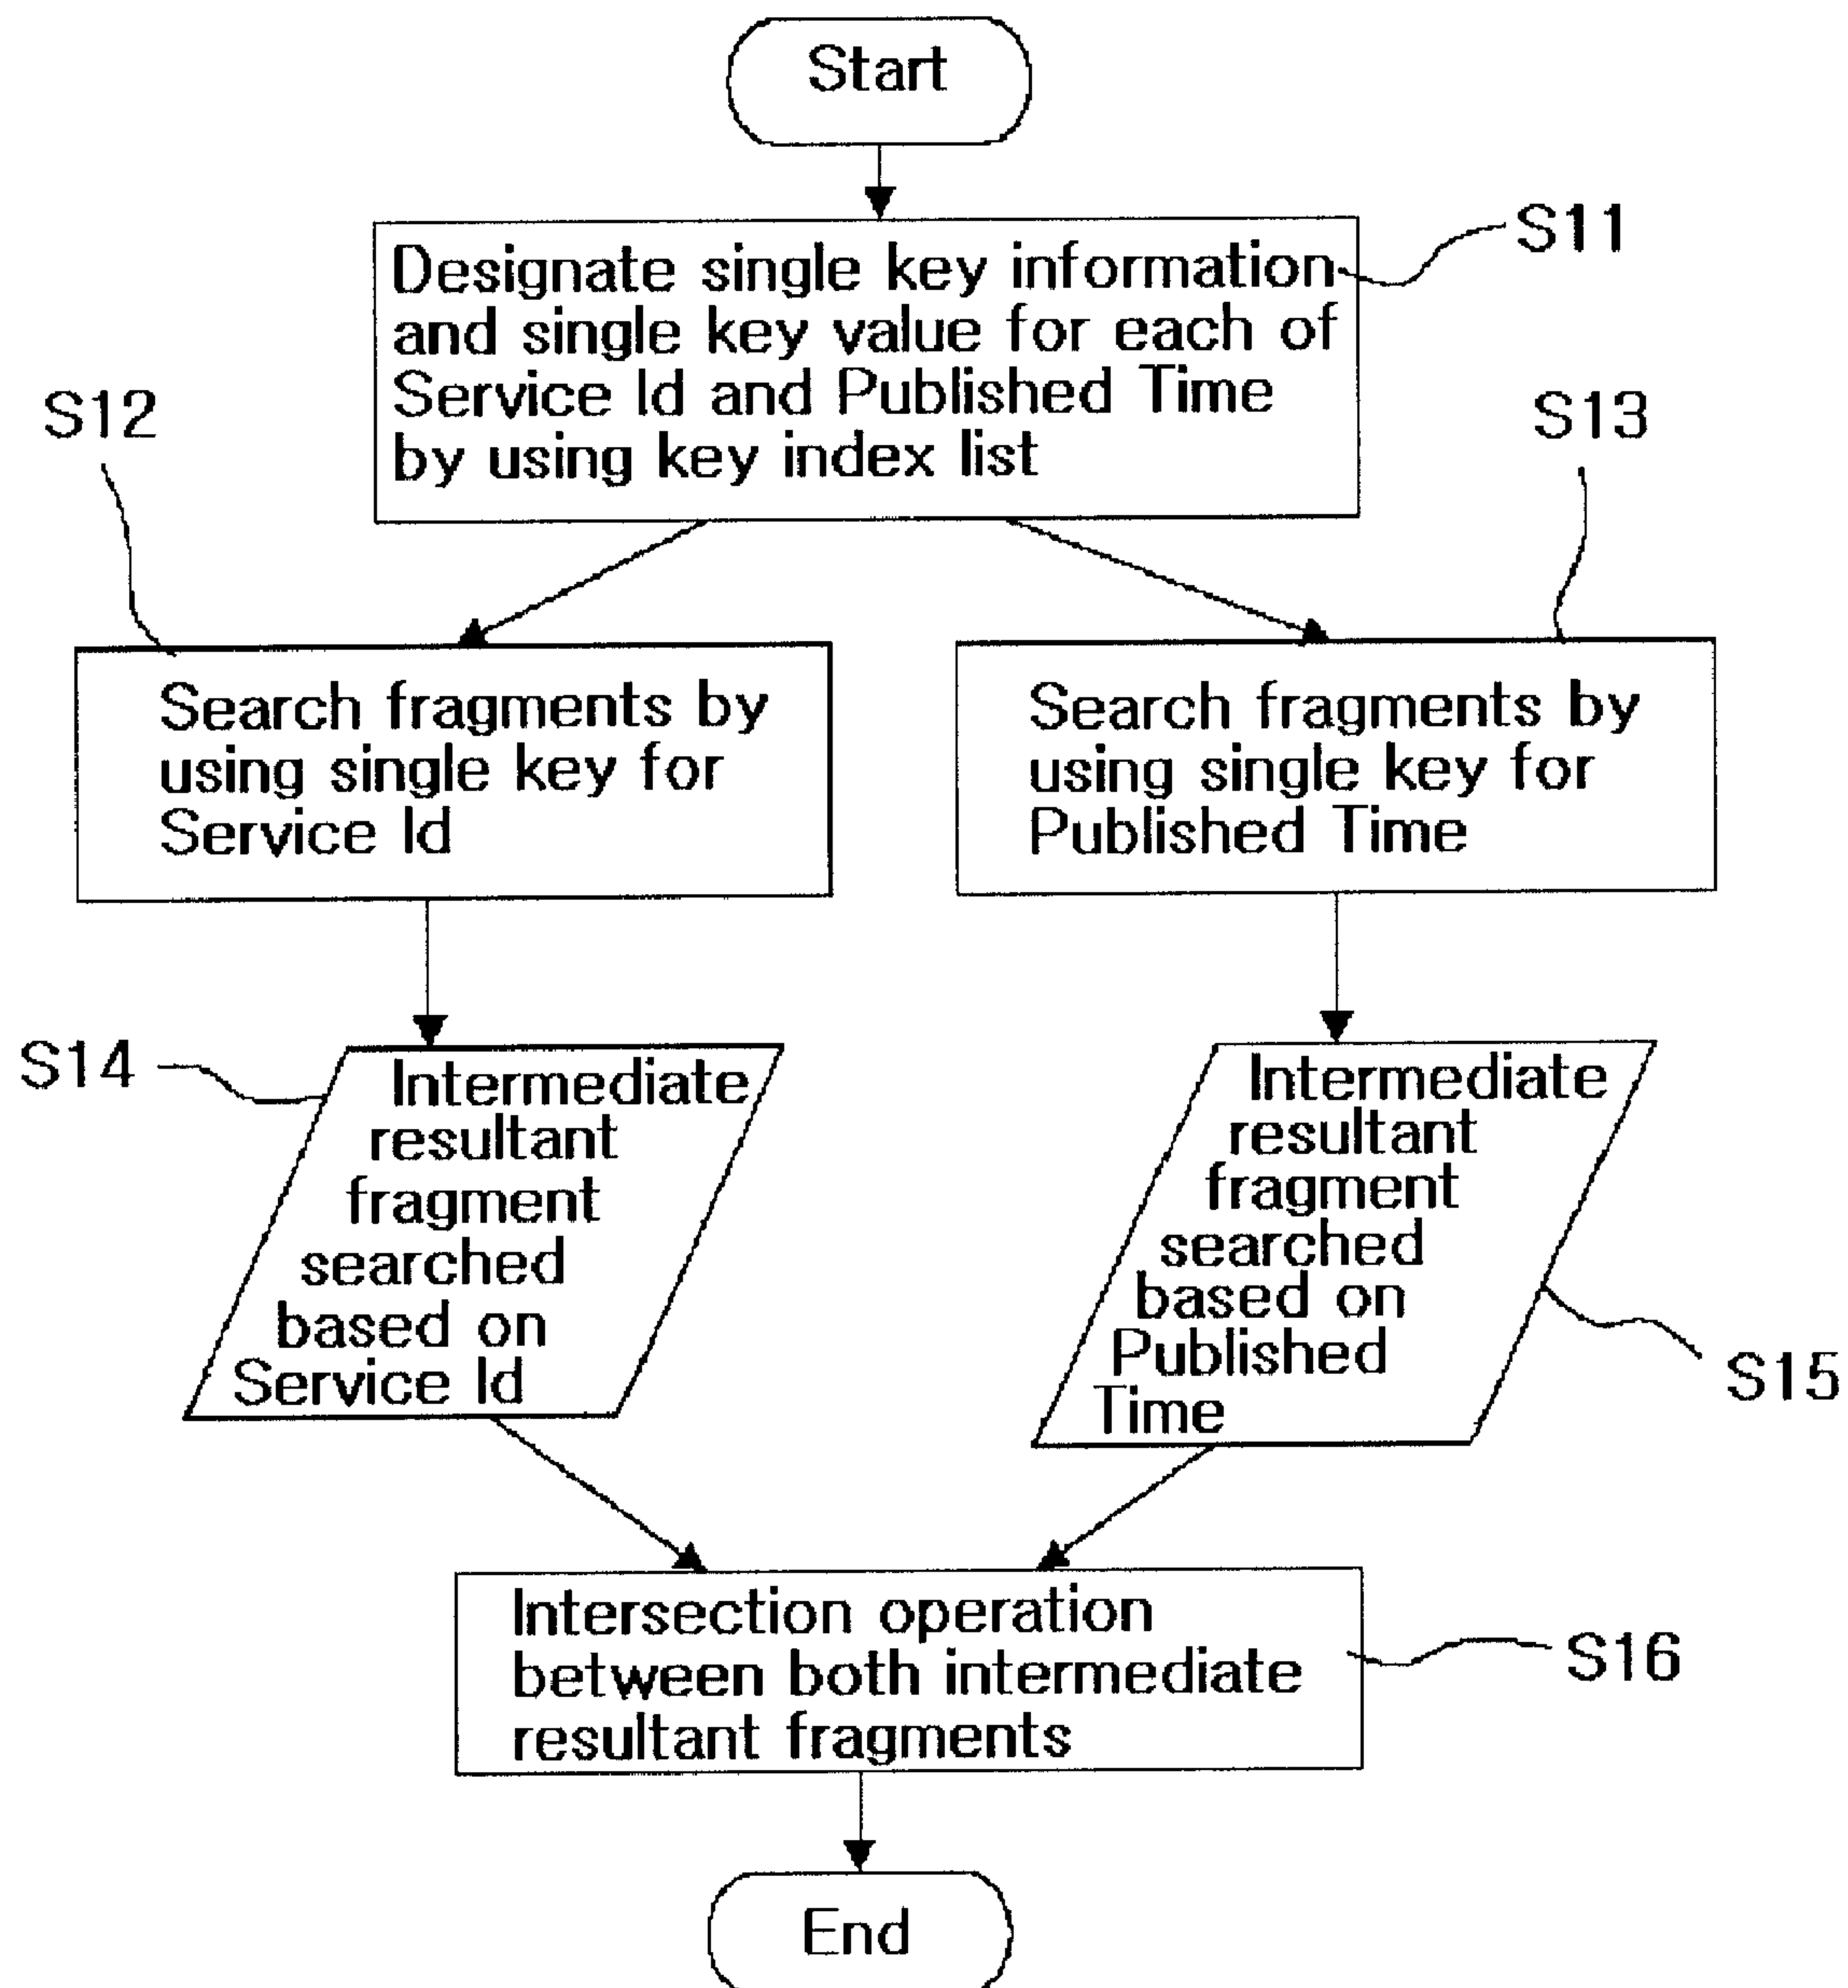 Start
S11
Designate single key information
and single key value for each of
Service Id and Published Time
by using key index list
S12
S13
Search fragments by
using single key for
Service Id
Search fragments by
using single key for
Published Time
S14
Intermediate
resultant
fragment
searched
based on
Service Id
Intermediate
resultant
fragment
searched
based on
Published
Time
S15
Intersection operation
between both intermediate
resultant fragments
S16
End